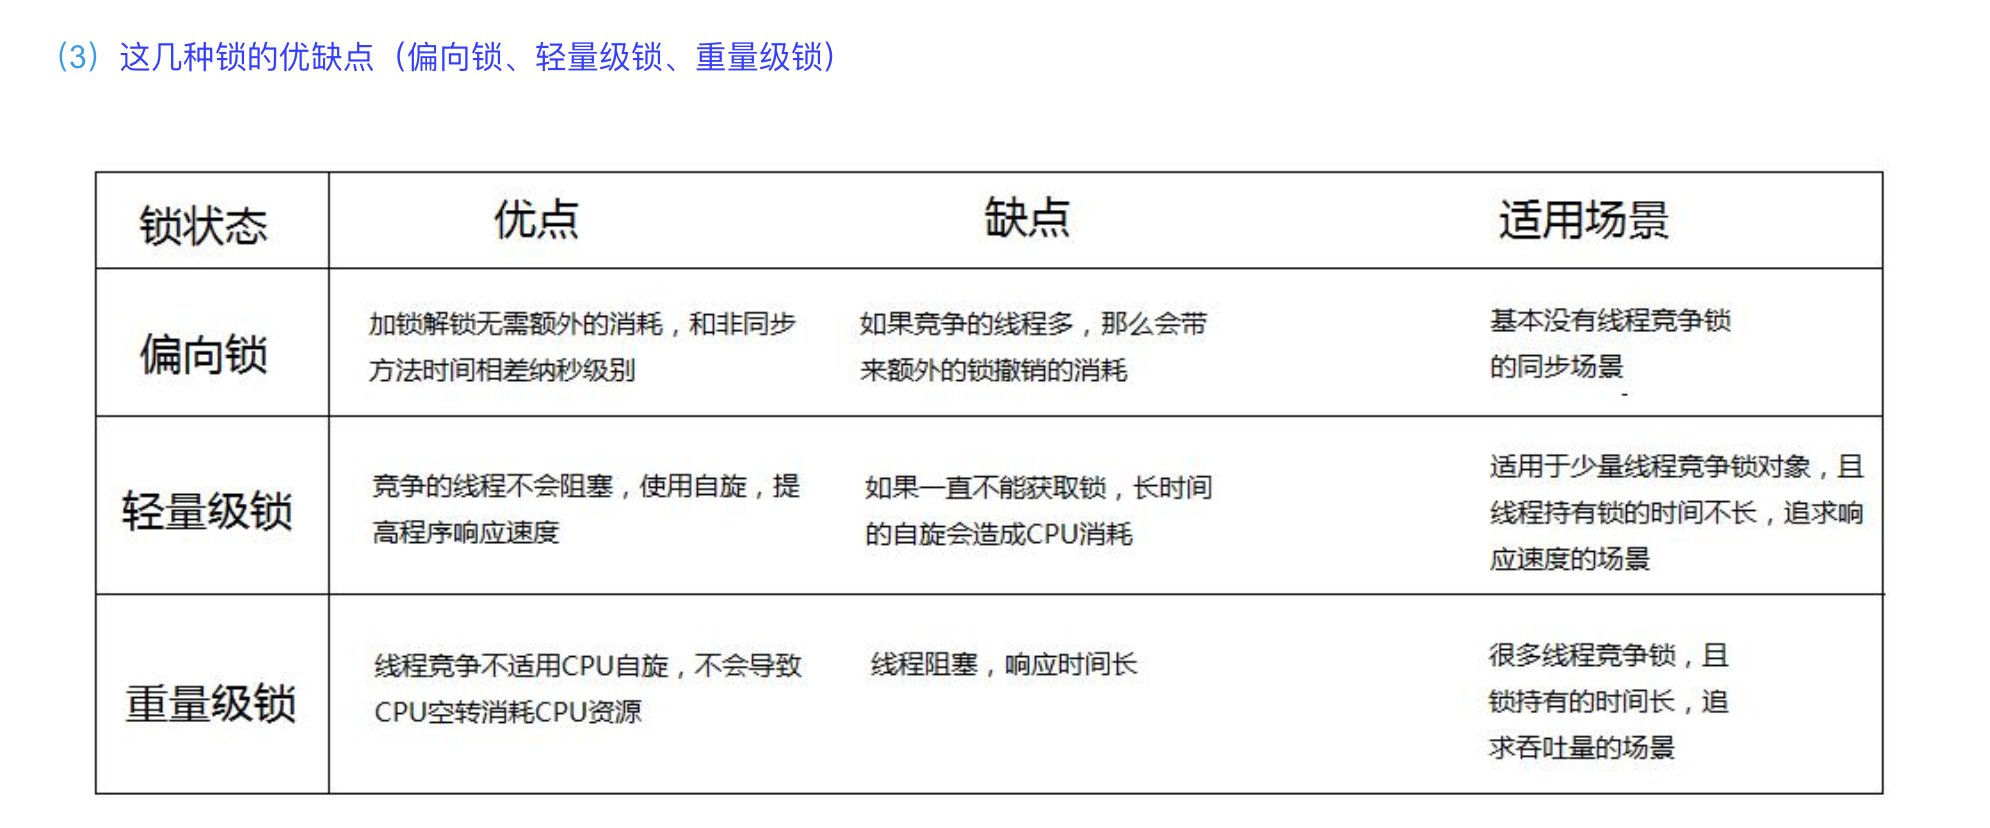 （3）这几种锁的优缺点（偏向锁、轻量级锁、重量级锁）
锁状态
优点
缺点
适用场景
偏向锁
加锁解锁无需额外的消耗，和非同步
方法时间相差纳秒级别
如果竞争的线程多，那么会带
来额外的锁撤销的消耗
基本没有线程竞争锁
的同步场景
轻量级锁
竞争的线程不会阻塞，使用自旋，提
高程序响应速度
如果一直不能获取锁，长时间
的自旋会造成CPU消耗
适用于少量线程竞争锁对象，且
线程持有锁的时间不长，追求响
应速度的场景
重量级锁
线程竞争不适用CPU自旋，不会导致
CPU空转消耗CPU资源
线程阻塞，响应时间长
很多线程竞争锁，且
锁持有的时间长，追
求吞吐量的场景